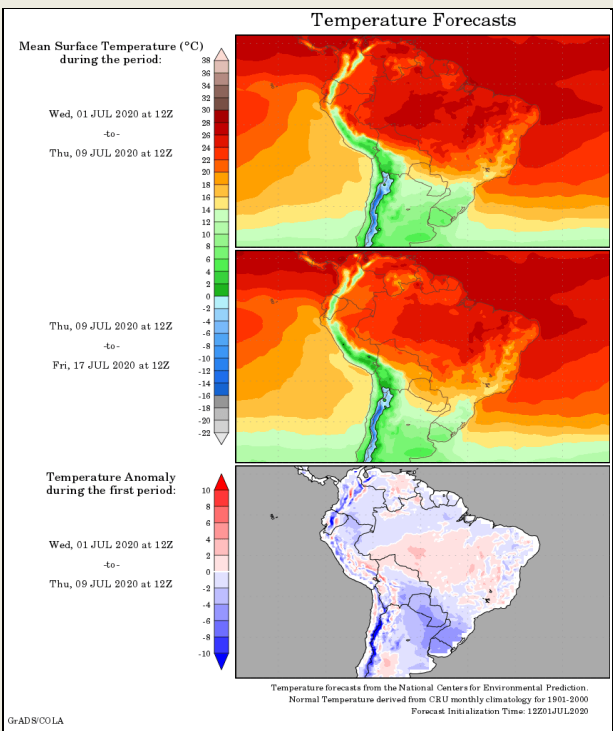 Temperature Forecasts
Mean Surface Temperature (°C)
during the period:
Wed, 01 JUL 2020 at 12Z
-to-
Thu, 09 JUL 2020 at 12Z
38
36
34
32
30
28
26
24
22
20
18
16
14
12
10
8
6
4
2
0
-2
-4
-6
-8
-10
-12
-14
-16
-18
-20
-22
Thu, 09 JUL 2020 at 12Z
-to-
Fri, 17 JUL 2020 at 12Z
Temperature Anomaly
during the first period:
Wed, 01 JUL 2020 at 12Z
-to-
Thu, 09 JUL 2020 at 12Z
10
8
6
4
2
0
-2
-4
-6
-8
-10
Temperature forecasts from the National Centers for Environmental Prediction.
Normal Temperature derived from CRU monthly climatology for 1901-2000
Forecast Initialization Time: 12Z01JUL2020
GrADS/COLA